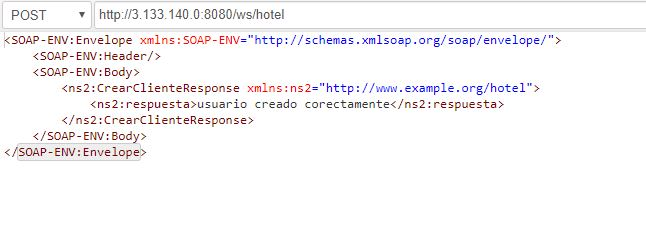 POST http://3.133.140.0:8080/ws/hotel
<SOAP-ENV:Envelope xmlns:SOAP-ENV="http://schemas.xmlsoap.org/soap/envelope/">
<SOAP-ENV:Header/>
<SOAP-ENV:Body>
<ns2:CrearClienteResponse xmlns:ns2="http://www.example.org/hotel">
<ns2:respuesta>usuario creado corectamente</ns2:respuesta>
</ns2:CrearClienteResponse>
</SOAP-ENV:Body>
</SOAP-ENV:Envelope>